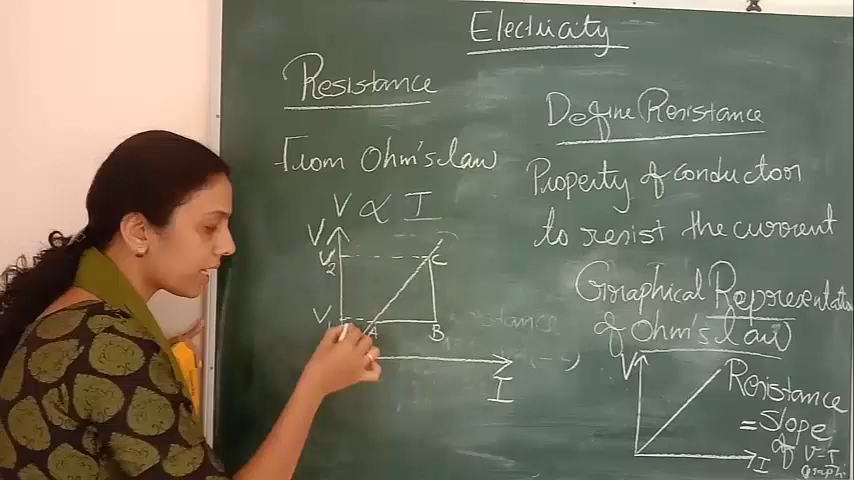 Electricity
Resistance
From Ohm's law
V ∝ I
V
V2
C
V
A
B
I
Define Resistance
Property of conductor
to resist the current
Graphical Representation
of Ohm's law
V
Resistance
= Slope
of V-I
graph
I